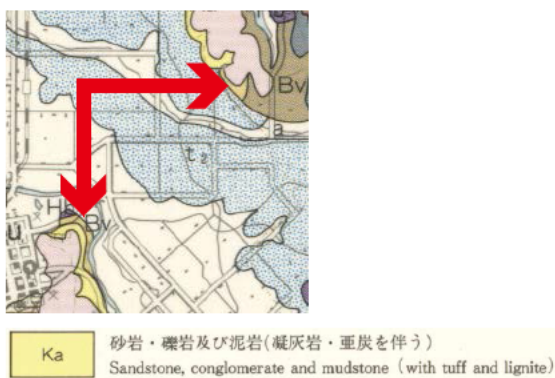 Bv
a
t₂
H
Bv
u
Ka
砂岩・礫岩及び泥岩(凝灰岩・亜炭を伴う)
Sandstone, conglomerate and mudstone (with tuff and lignite)